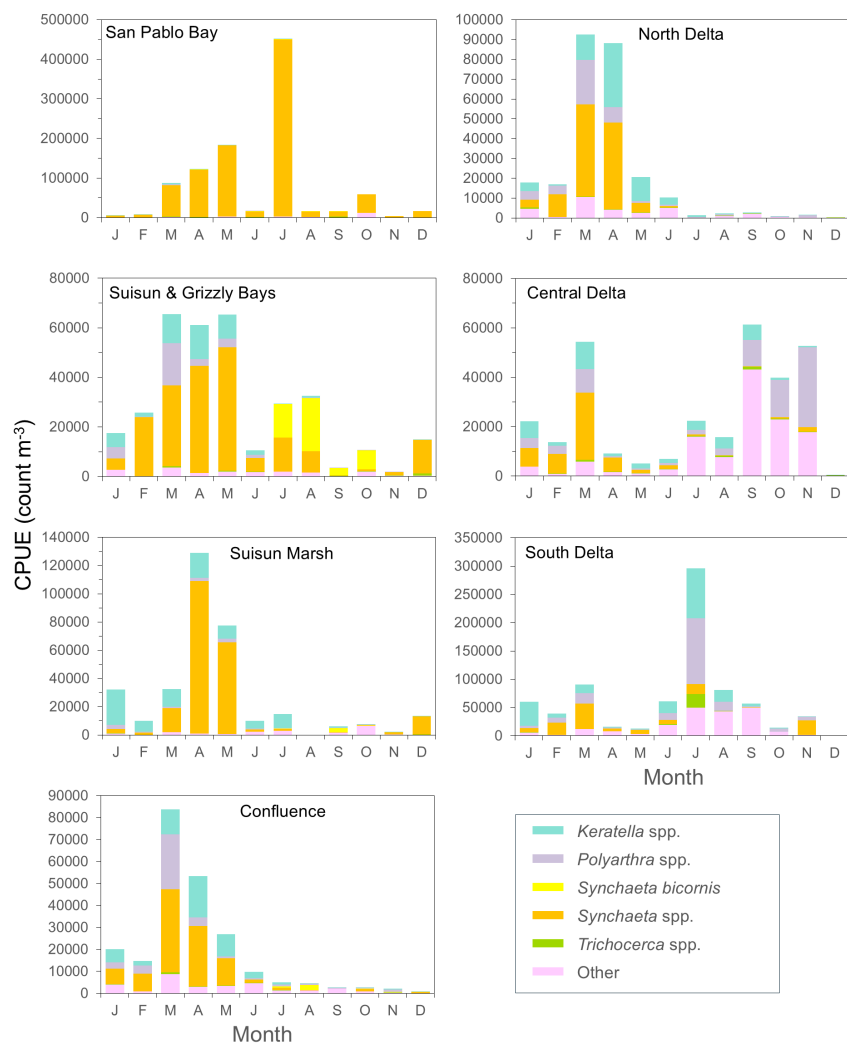 San Pablo Bay
500000
400000
300000
200000
100000
0
J F M A M J J A S O N D
North Delta
100000
90000
80000
70000
60000
50000
40000
30000
20000
10000
0
J F M A M J J A S O N D
Suisun & Grizzly Bays
80000
60000
40000
20000
0
J F M A M J J A S O N D
Central Delta
80000
60000
40000
20000
0
J F M A M J J A S O N D
CPUE (count m-3)
Suisun Marsh
140000
120000
100000
80000
60000
40000
20000
0
J F M A M J J A S O N D
South Delta
350000
300000
250000
200000
150000
100000
50000
0
J F M A M J J A S O N D
Month
Confluence
90000
80000
70000
60000
50000
40000
30000
20000
10000
0
J F M A M J J A S O N D
Month
Keratella spp.
Polyarthra spp.
Synchaeta bicornis
Synchaeta spp.
Trichocerca spp.
Other